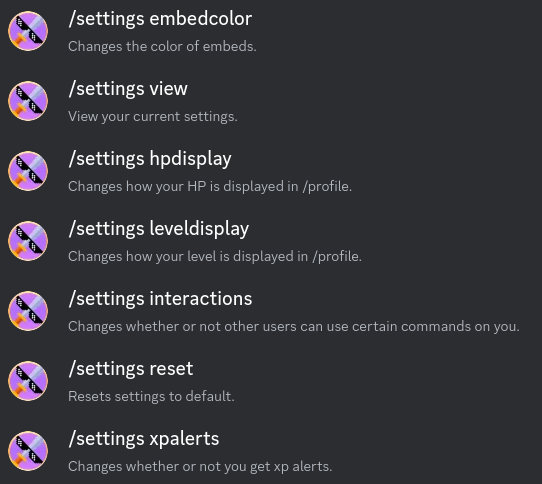 /settings embedcolor
Changes the color of embeds.
/settings view
View your current settings.
/settings hpdisplay
Changes how your HP is displayed in /profile.
/settings leveldisplay
Changes how your level is displayed in /profile.
/settings interactions
Changes whether or not other users can use certain commands on you.
/settings reset
Resets settings to default.
/settings xpalerts
Changes whether or not you get xp alerts.